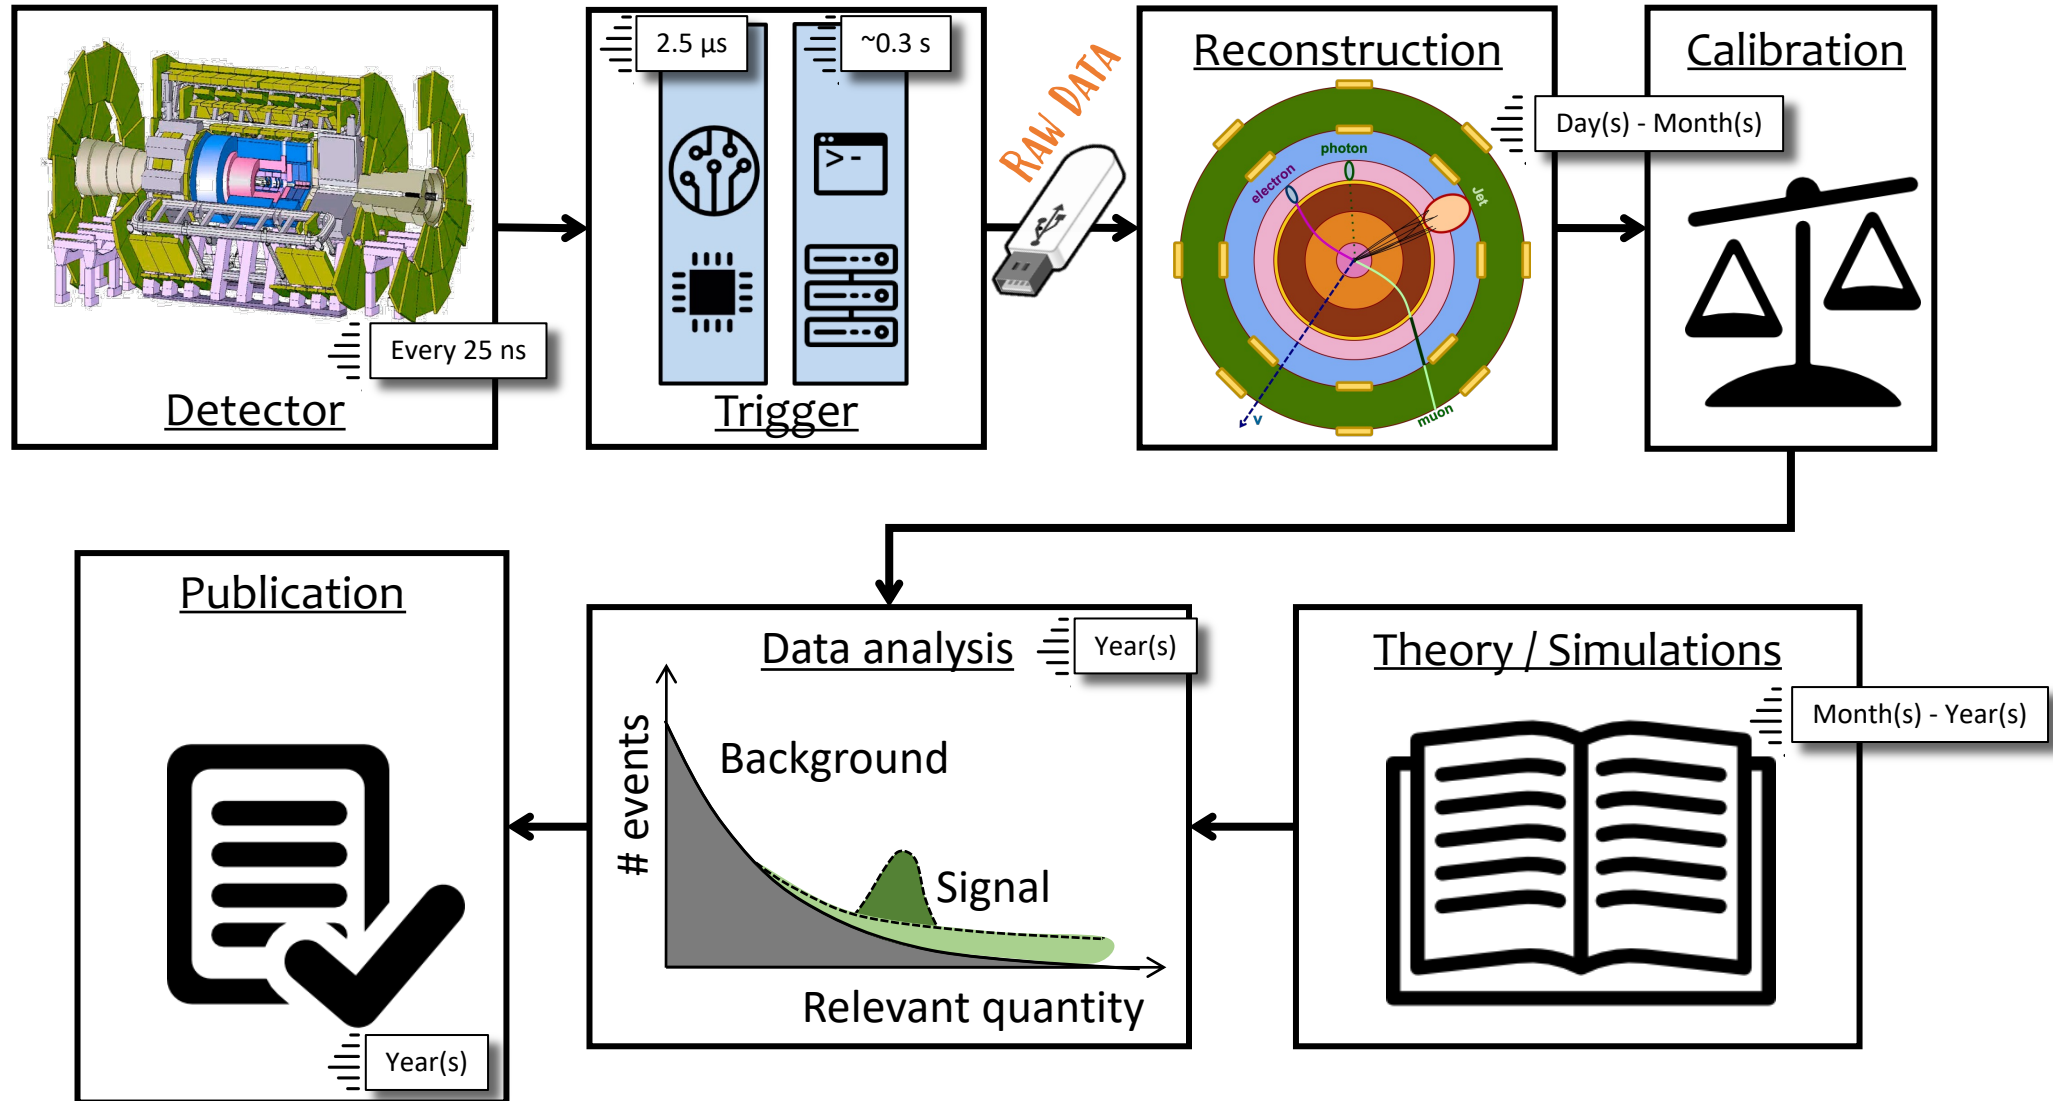 2.5 µs
~0.3 s
Every 25 ns
Detector
Trigger
RAW DATA
Reconstruction
Day(s) - Month(s)
photon
electron
Jet
muon
ν
Calibration
>-
Publication
Year(s)
Data analysis
Year(s)
# events
Background
Signal
Relevant quantity
Theory / Simulations
Month(s) - Year(s)